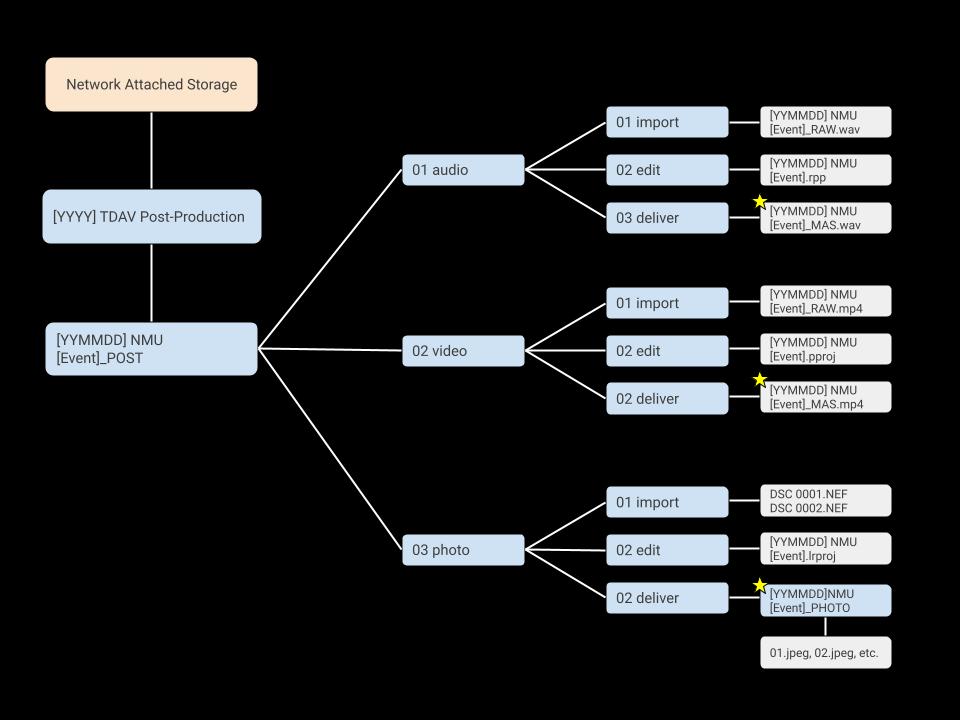 Network Attached Storage
[YYYY] TDAV Post-Production
[YYMMDD] NMU
[Event]_POST
01 audio
01 import
[YYMMDD] NMU
[Event]_RAW.wav
02 edit
[YYMMDD] NMU
[Event].rpp
03 deliver
[YYMMDD] NMU
[Event]_MAS.wav
02 video
01 import
[YYMMDD] NMU
[Event]_RAW.mp4
02 edit
[YYMMDD] NMU
[Event].pproj
02 deliver
[YYMMDD] NMU
[Event]_MAS.mp4
03 photo
01 import
DSC 0001.NEF
DSC 0002.NEF
02 edit
[YYMMDD] NMU
[Event].lrproj
02 deliver
[YYMMDD]NMU
[Event]_PHOTO
01.jpeg, 02.jpeg, etc.